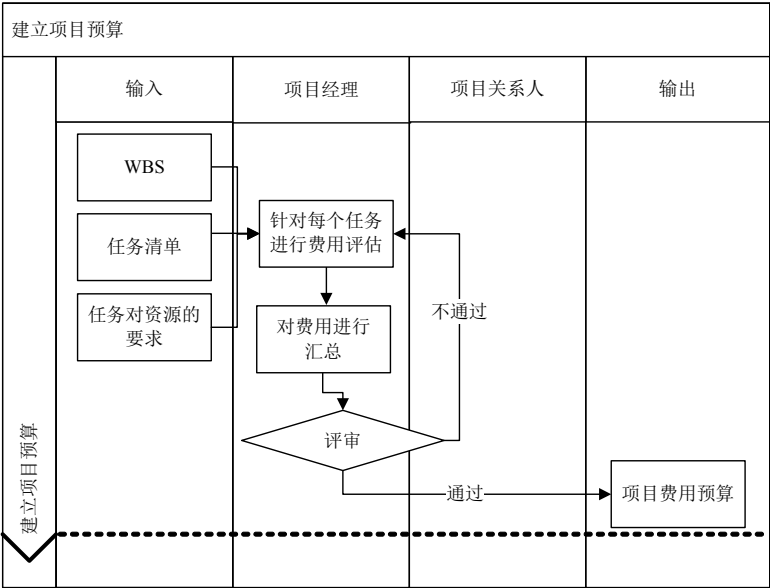 建立项目预算
输入
项目经理
项目关系人
输出
WBS
任务清单
任务对资源的
要求
针对每个任务
进行费用评估
对费用进行
汇总
不通过
评审
通过
项目费用预算
建立项目预算